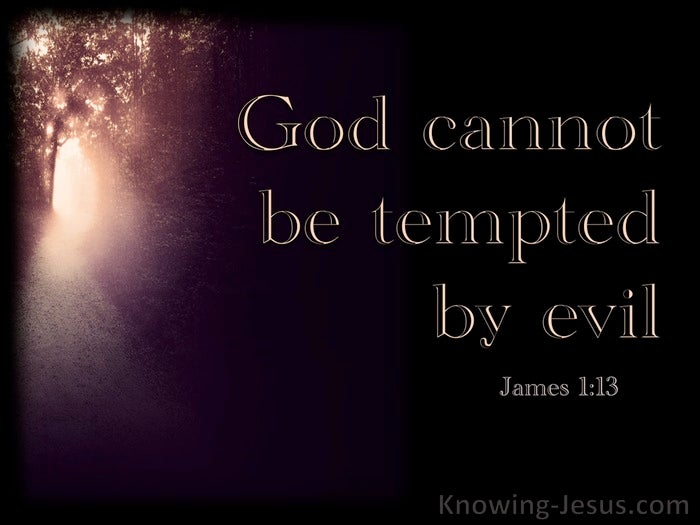 God cannot
be tempted
by evil
James 1:13
Knowing-Jesus.com